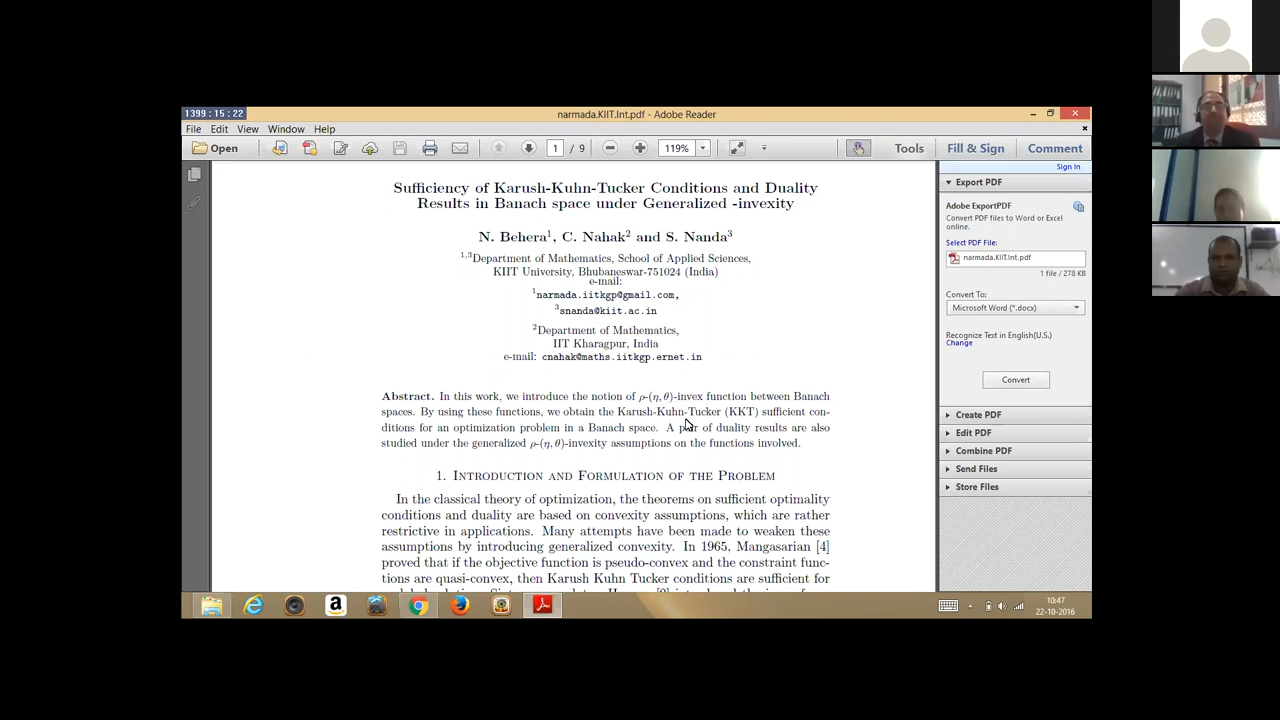 1399 : 15 : 22
narmada.KIIT.Int.pdf - Adobe Reader
File Edit View Window Help
Open 1 / 9 119% Tools Fill & Sign Comment
Sign In
Sufficiency of Karush-Kuhn-Tucker Conditions and Duality
Results in Banach space under Generalized -invexity
N. Behera¹, C. Nahak² and S. Nanda³
¹,³Department of Mathematics, School of Applied Sciences,
KIIT University, Bhubaneswar-751024 (India)
e-mail:
¹narmada.iitkgp@gmail.com,
³snanda@kiit.ac.in
²Department of Mathematics,
IIT Kharagpur, India
e-mail: cnahak@maths.iitkgp.ernet.in
Abstract. In this work, we introduce the notion of ρ-(η, θ)-invex function between Banach
spaces. By using these functions, we obtain the Karush-Kuhn-Tucker (KKT) sufficient con-
ditions for an optimization problem in a Banach space. A pair of duality results are also
studied under the generalized ρ-(η, θ)-invexity assumptions on the functions involved.
1. Introduction and Formulation of the Problem
In the classical theory of optimization, the theorems on sufficient optimality
conditions and duality are based on convexity assumptions, which are rather
restrictive in applications. Many attempts have been made to weaken these
assumptions by introducing generalized convexity. In 1965, Mangasarian [4]
proved that if the objective function is pseudo-convex and the constraint func-
tions are quasi-convex, then Karush Kuhn Tucker conditions are sufficient for
Export PDF
Adobe ExportPDF
Convert PDF files to Word or Excel
online.
Select PDF File:
narmada.KIIT.Int.pdf
1 file / 278 KB
Convert To:
Microsoft Word (*.docx)
Recognize Text in English(U.S.)
Change
Convert
Create PDF
Edit PDF
Combine PDF
Send Files
Store Files
10:47
22-10-2016